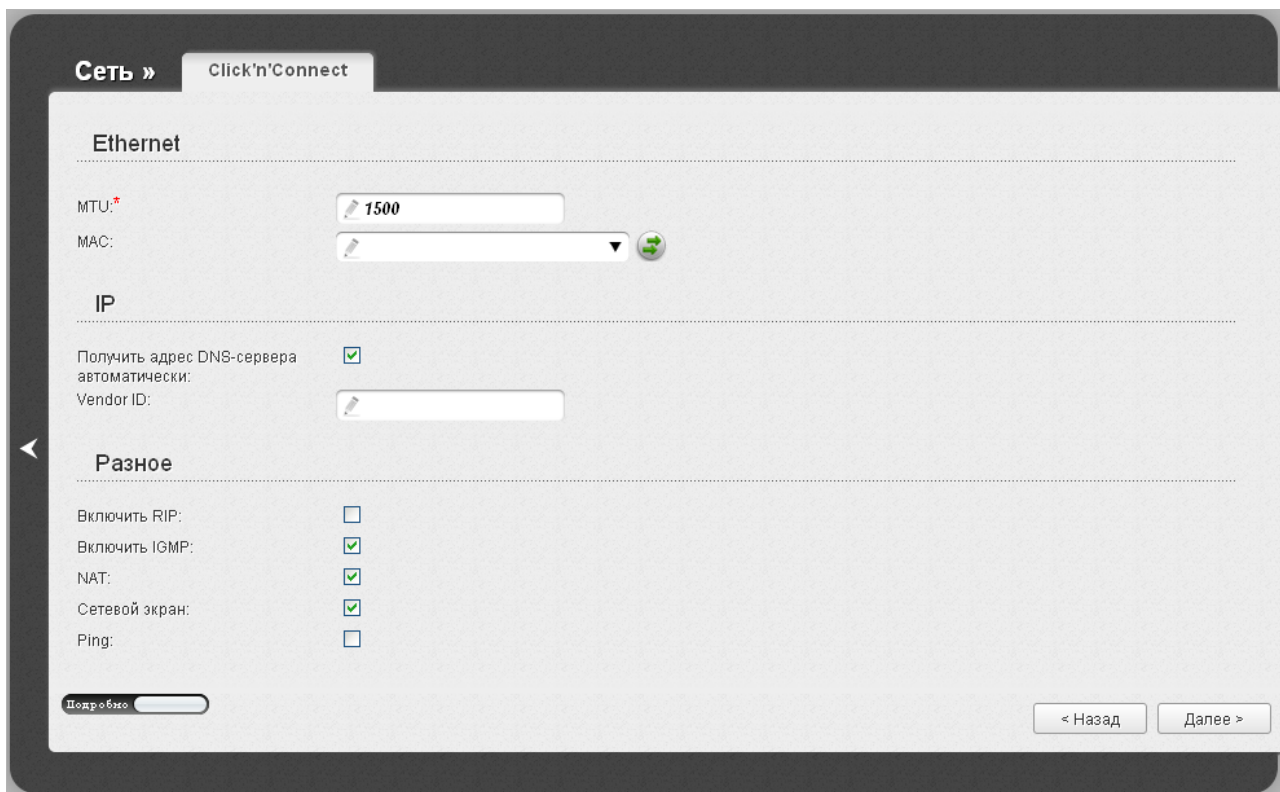 Сеть »
Click'n'Connect
Ethernet
MTU:*
1500
MAC:
IP
Получить адрес DNS-сервера
автоматически:
Vendor ID:
Разное
Включить RIP:
Включить IGMP:
NAT:
Сетевой экран:
Ping:
Подробно
< Назад
Далее >